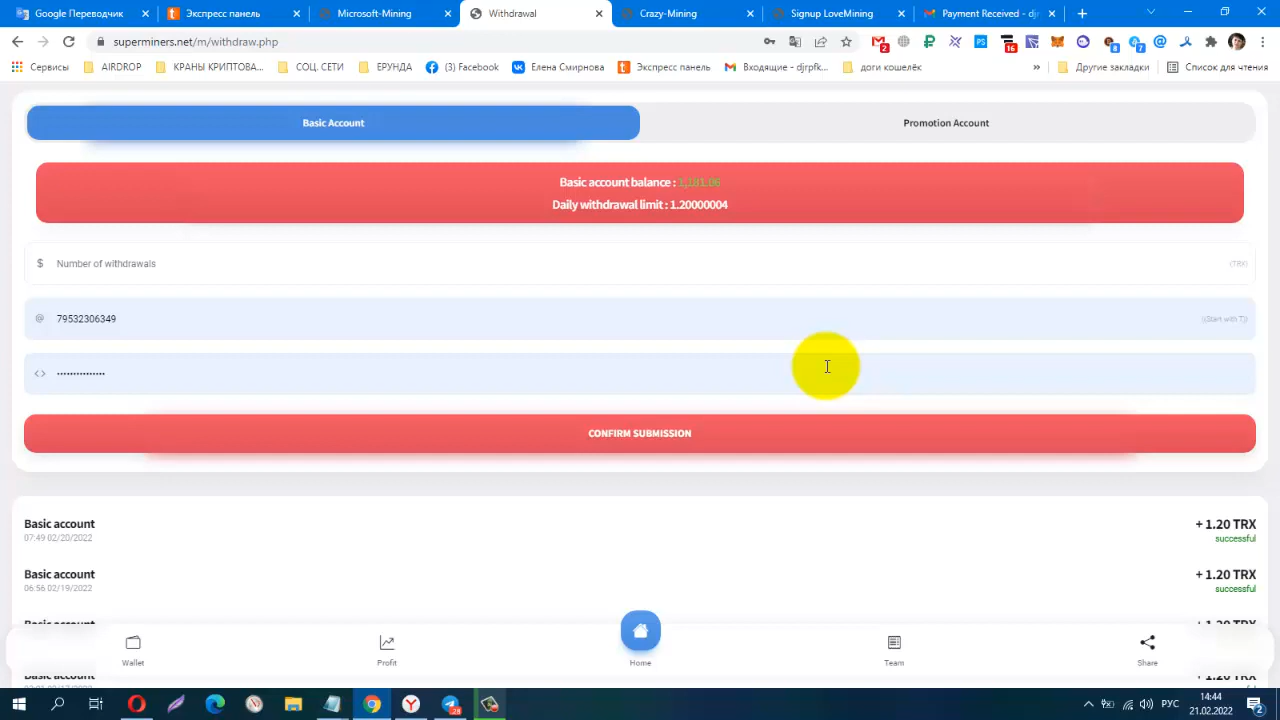 Google Переводчик
Экспресс панель
Microsoft-Mining
Withdrawal
Crazy-Mining
Signup LoveMining
Payment Received - djr
superminers.net/m/withdraw.php
Сервисы
AIRDROP
КРАНЫ КРИПТОВА...
СОЦ. СЕТИ
ЕРУНДА
(3) Facebook
Елена Смирнова
Экспресс панель
Входящие - djrpfk...
доги кошелёк
»
Другие закладки
Список для чтения
Basic Account
Promotion Account
Basic account balance :
Daily withdrawal limit : 1.20000004
$ Number of withdrawals (TRX)
@ 79532306349 ((Start with T))
<> ••••••••••••••
CONFIRM SUBMISSION
Basic account + 1.20 TRX
07:49 02/20/2022 successful
Basic account + 1.20 TRX
06:56 02/19/2022 successful
Wallet
Profit
Home
Team
Share
РУС
14:44
21.02.2022